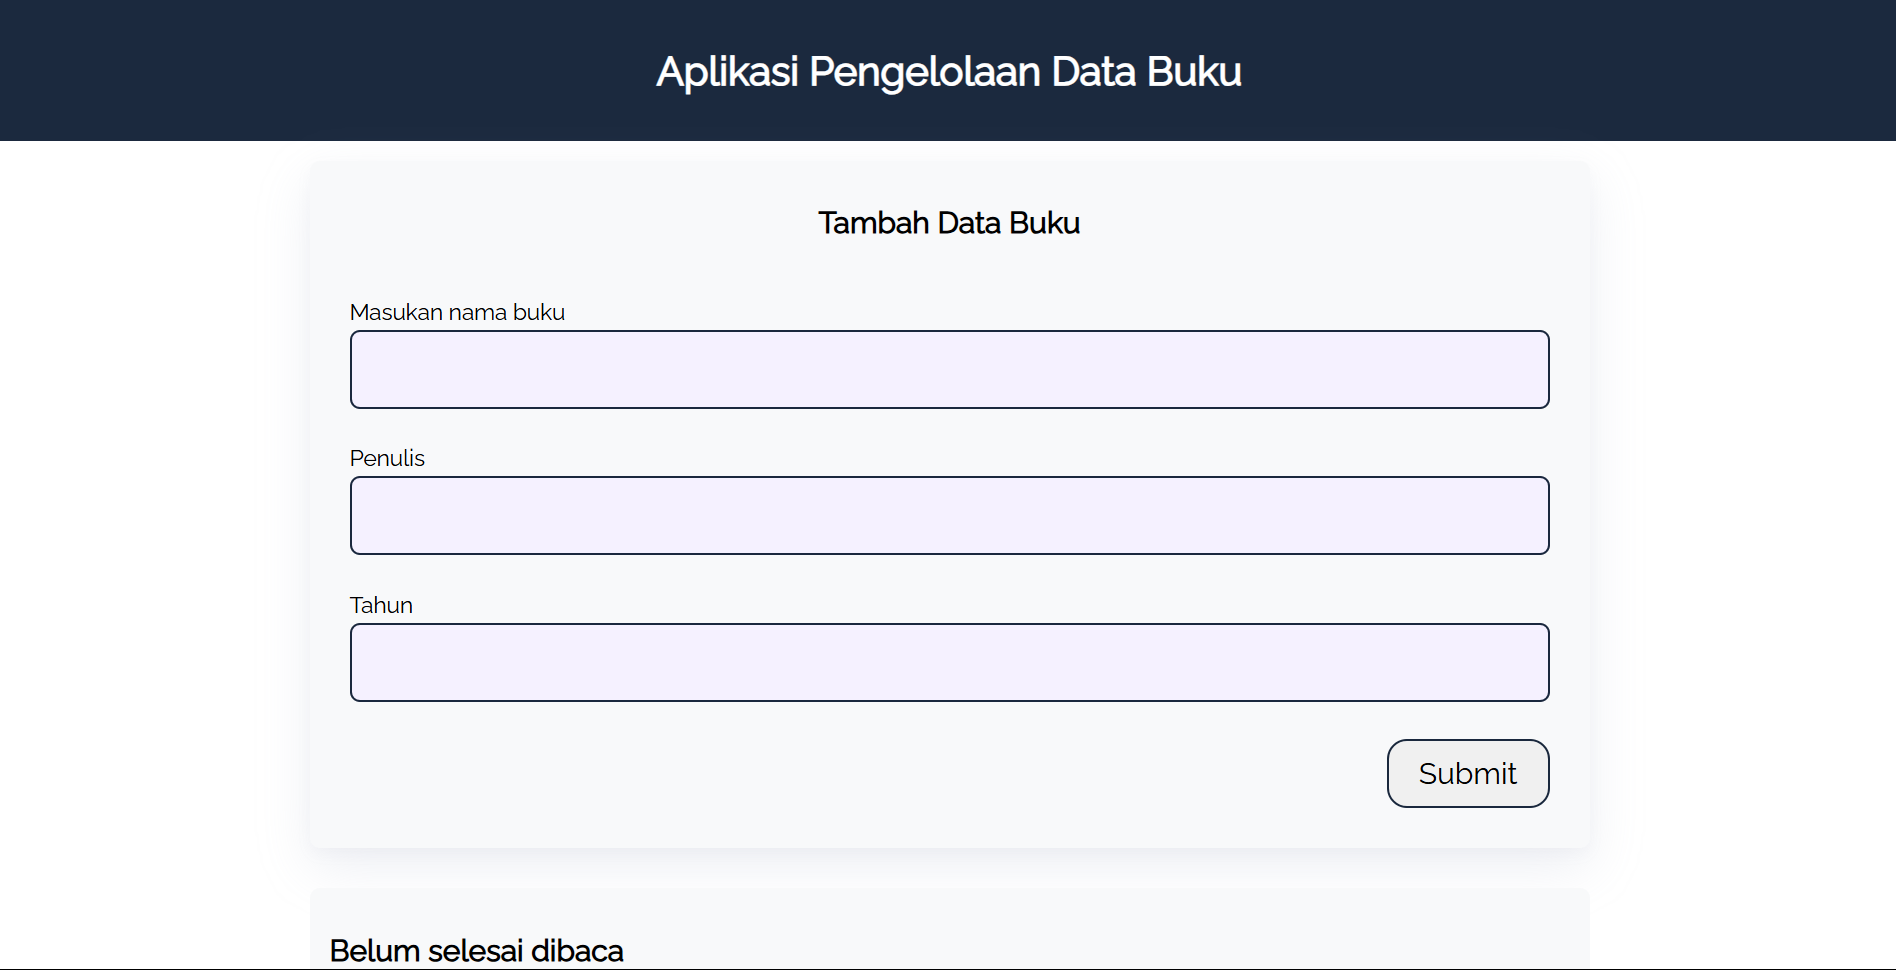 Aplikasi Pengelolaan Data Buku
Tambah Data Buku
Masukan nama buku
Penulis
Tahun
Submit
Belum selesai dibaca